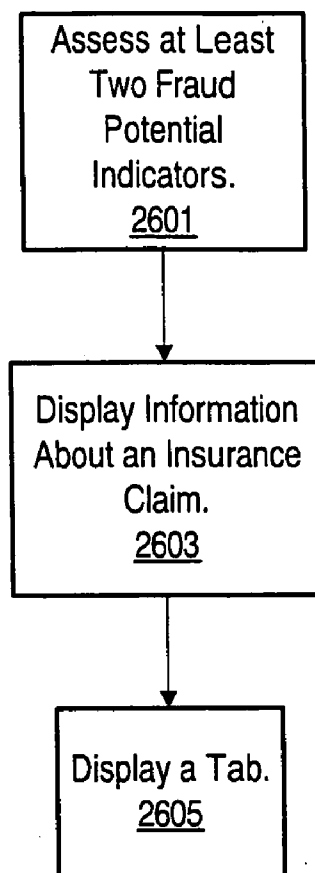 Assess at Least
Two Fraud
Potential
Indicators.
2601
Display Information
About an Insurance
Claim.
2603
Display a Tab.
2605